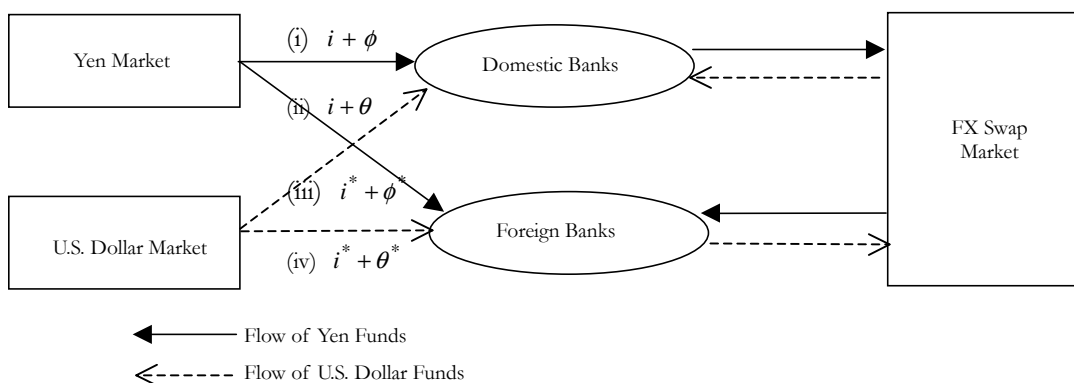 Yen Market
(i) i + ϕ
Domestic Banks
(ii) i + θ
FX Swap
Market
(iii) i* + ϕ*
U.S. Dollar Market
Foreign Banks
(iv) i* + θ*
Flow of Yen Funds
Flow of U.S. Dollar Funds